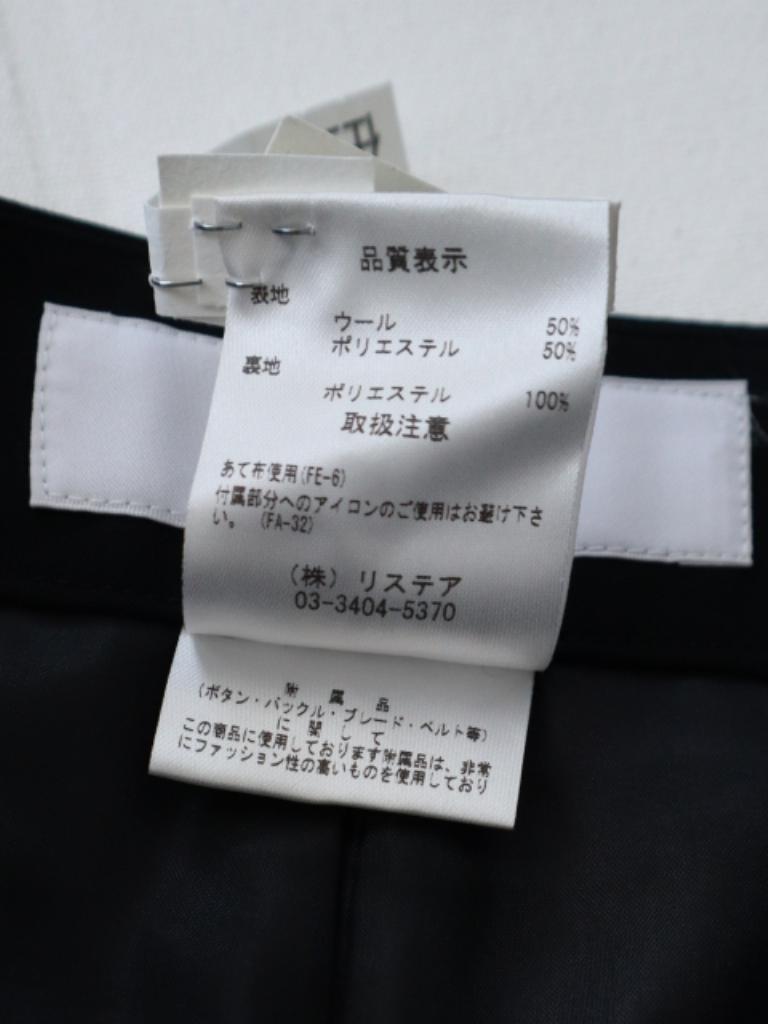 品質表示
表地
ウール 50%
ポリエステル 50%
裏地
ポリエステル 100%
取扱注意
あて布使用(FE-6)
付属部分へのアイロンのご使用はお避け下さ
い。 (FA-32)
(株) リステア
03-3404-5370
附属品
(ボタン・バックル・ブレード・ベルト等)
に関して
この商品に使用しております附属品は、非常
にファッション性の高いものを使用しており